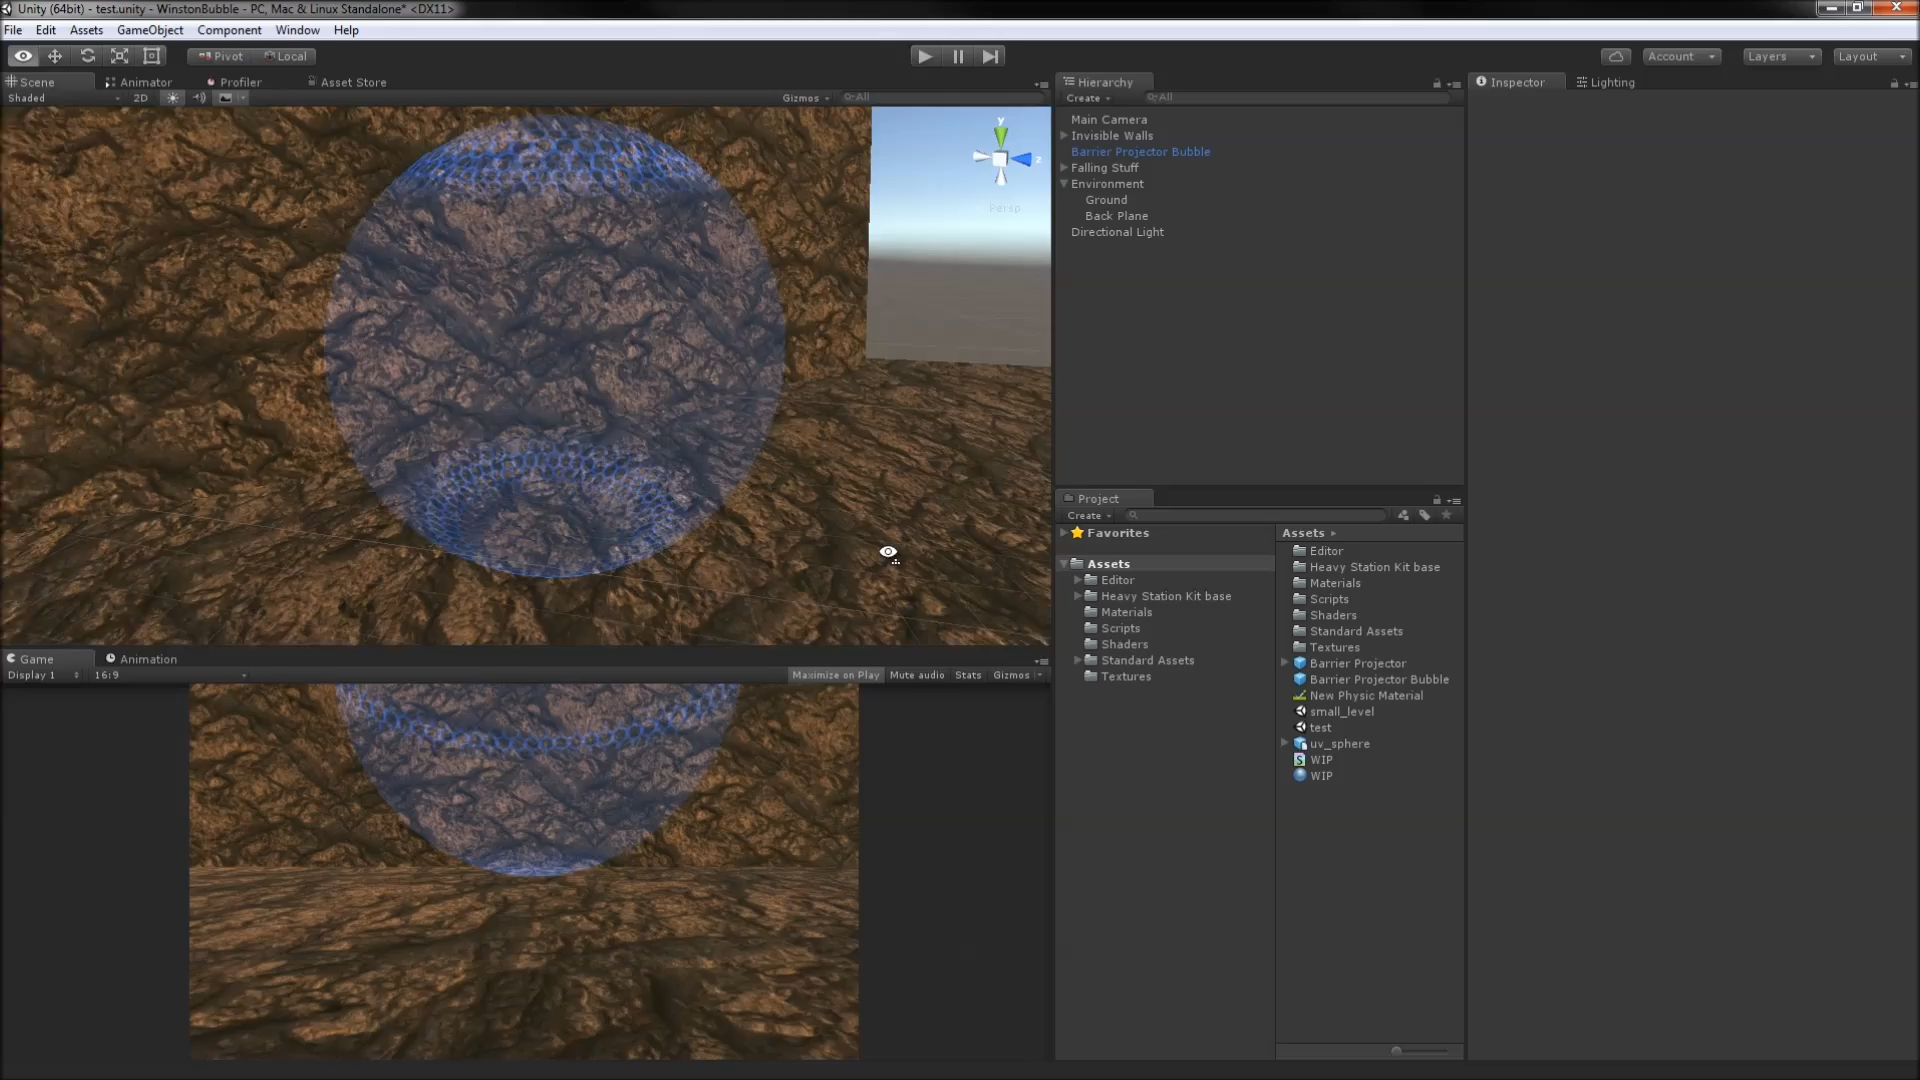 Unity (64bit) - test.unity - WinstonBubble - PC, Mac & Linux Standalone* <DX11>
File Edit Assets GameObject Component Window Help
Pivot Local Account Layers Layout
Scene Animator Profiler Asset Store
Shaded 2D Gizmos All
y
z
Persp
Hierarchy
Create All
Main Camera
Invisible Walls
Barrier Projector Bubble
Falling Stuff
Environment
Ground
Back Plane
Directional Light
Inspector Lighting
Game Animation
Display 1 16:9 Maximize on Play Mute audio Stats Gizmos
Project
Create
Favorites
Assets
Editor
Heavy Station Kit base
Materials
Scripts
Shaders
Standard Assets
Textures
Assets
Editor
Heavy Station Kit base
Materials
Scripts
Shaders
Standard Assets
Textures
Barrier Projector
Barrier Projector Bubble
New Physic Material
small_level
test
uv_sphere
WIP
WIP